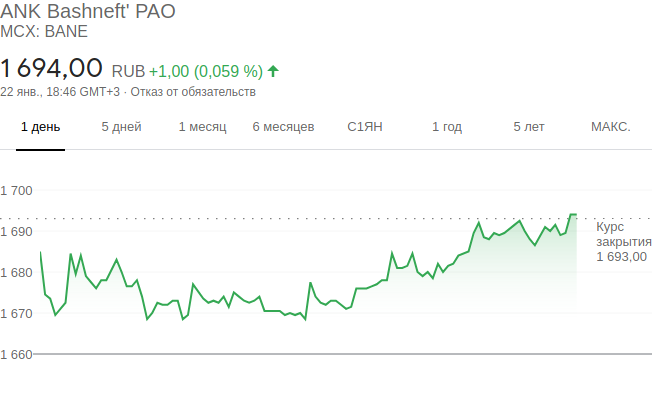 ANK Bashneft' PAO
MCX: BANE
1 694,00 RUB +1,00 (0,059 %)
22 янв., 18:46 GMT+3 · Отказ от обязательств
1 день 5 дней 1 месяц 6 месяцев С1ЯН 1 год 5 лет МАКС.
1 700
1 690
Курс
закрытия
1 693,00
1 680
1 670
1 660